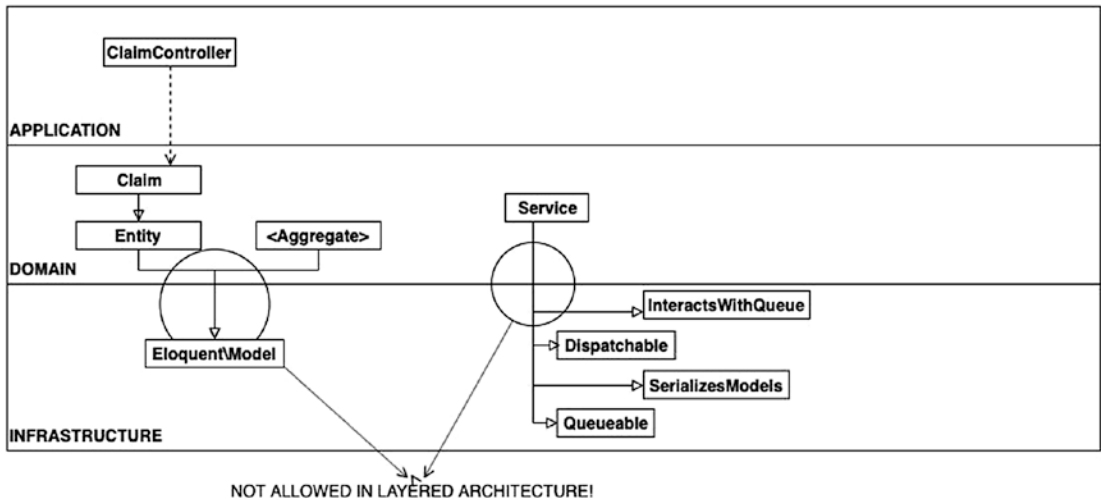 ClaimController
APPLICATION
Claim
Entity
<Aggregate>
Service
DOMAIN
InteractsWithQueue
Eloquent\Model
Dispatchable
SerializesModels
Queueable
INFRASTRUCTURE
NOT ALLOWED IN LAYERED ARCHITECTURE!